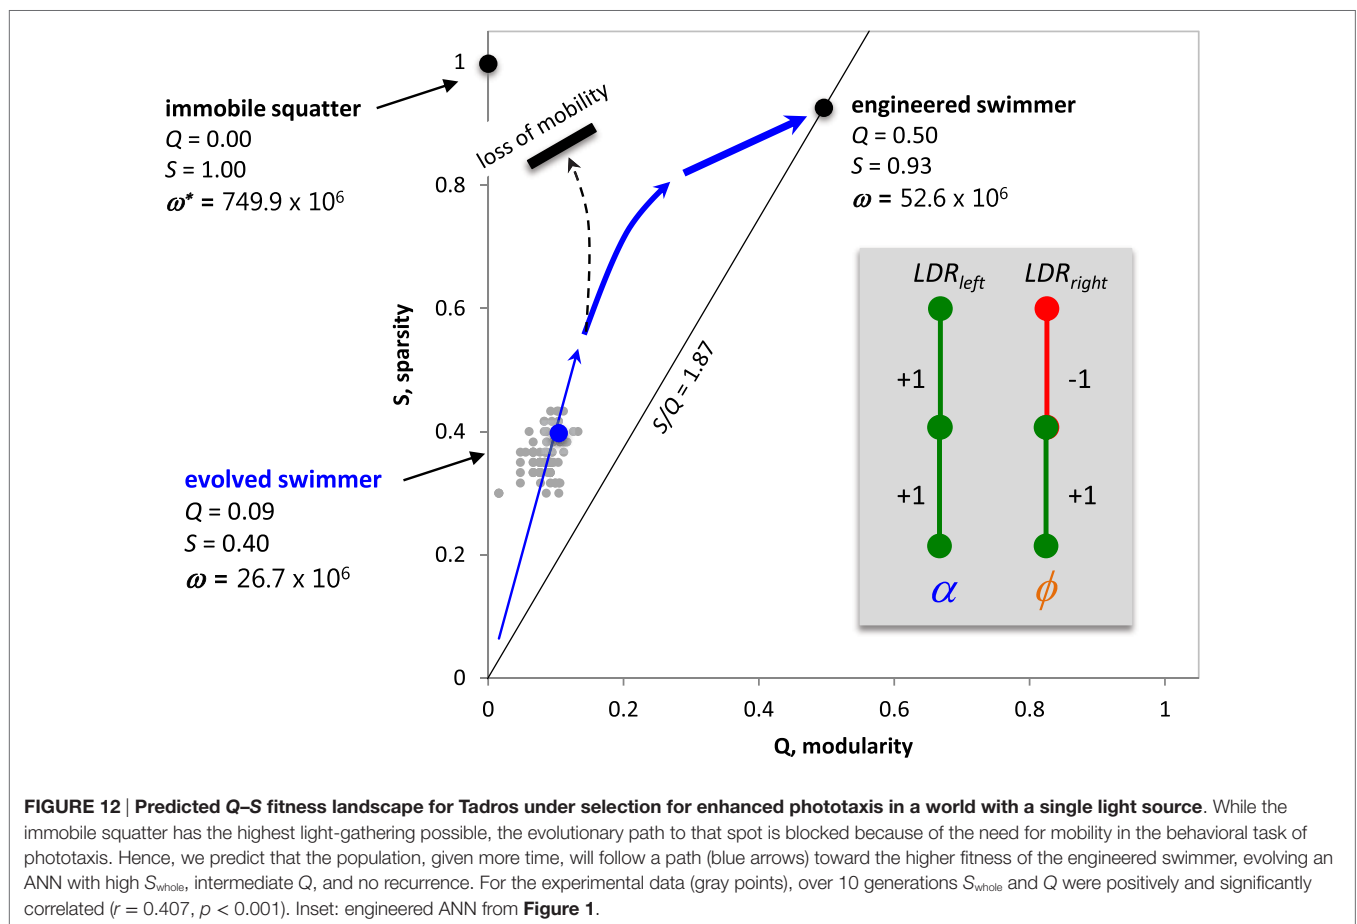 1
immobile squatter
Q = 0.00
S = 1.00
ω* = 749.9 x 10⁶
loss of mobility
engineered swimmer
Q = 0.50
S = 0.93
ω = 52.6 x 10⁶
0.8
0.6
0.4
0.2
0
S, sparsity
S/Q = 1.87
evolved swimmer
Q = 0.09
S = 0.40
ω = 26.7 x 10⁶
LDRleft LDRright
+1 -1
+1 +1
α ϕ
0 0.2 0.4 0.6 0.8 1
Q, modularity
FIGURE 12 | Predicted Q–S fitness landscape for Tadros under selection for enhanced phototaxis in a world with a single light source. While the
immobile squatter has the highest light-gathering possible, the evolutionary path to that spot is blocked because of the need for mobility in the behavioral task of
phototaxis. Hence, we predict that the population, given more time, will follow a path (blue arrows) toward the higher fitness of the engineered swimmer, evolving an
ANN with high Swhole, intermediate Q, and no recurrence. For the experimental data (gray points), over 10 generations Swhole and Q were positively and significantly
correlated (r = 0.407, p < 0.001). Inset: engineered ANN from Figure 1.